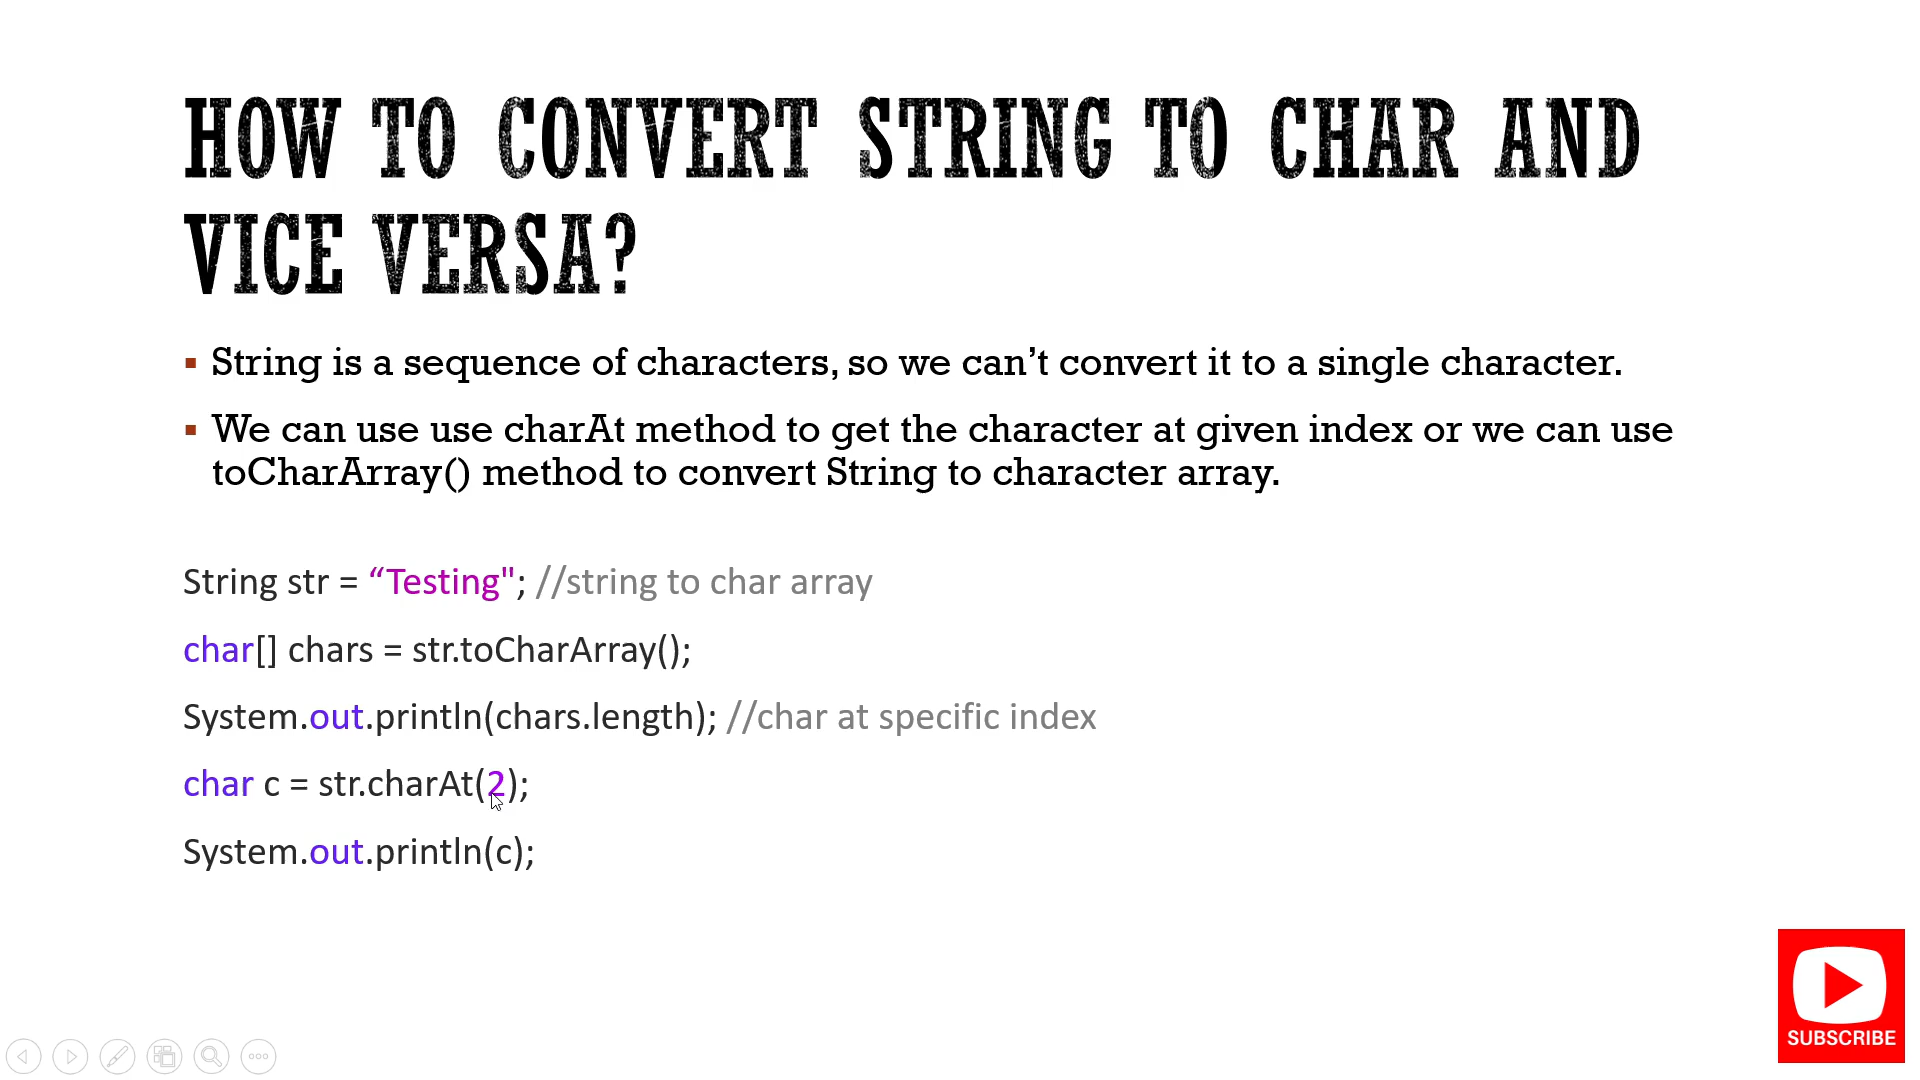 HOW TO CONVERT STRING TO CHAR AND
VICE VERSA?
▪ String is a sequence of characters, so we can’t convert it to a single character.
▪ We can use use charAt method to get the character at given index or we can use
toCharArray() method to convert String to character array.
String str = “Testing"; //string to char array
char[] chars = str.toCharArray();
System.out.println(chars.length); //char at specific index
char c = str.charAt(2);
System.out.println(c);
SUBSCRIBE